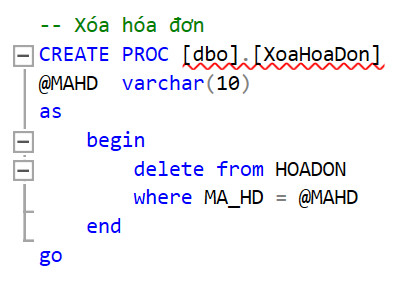 -- Xóa hóa đơn
CREATE PROC [dbo].[XoaHoaDon]
@MAHD  varchar(10)
as
    begin
        delete from HOADON
        where MA_HD = @MAHD
    end
go